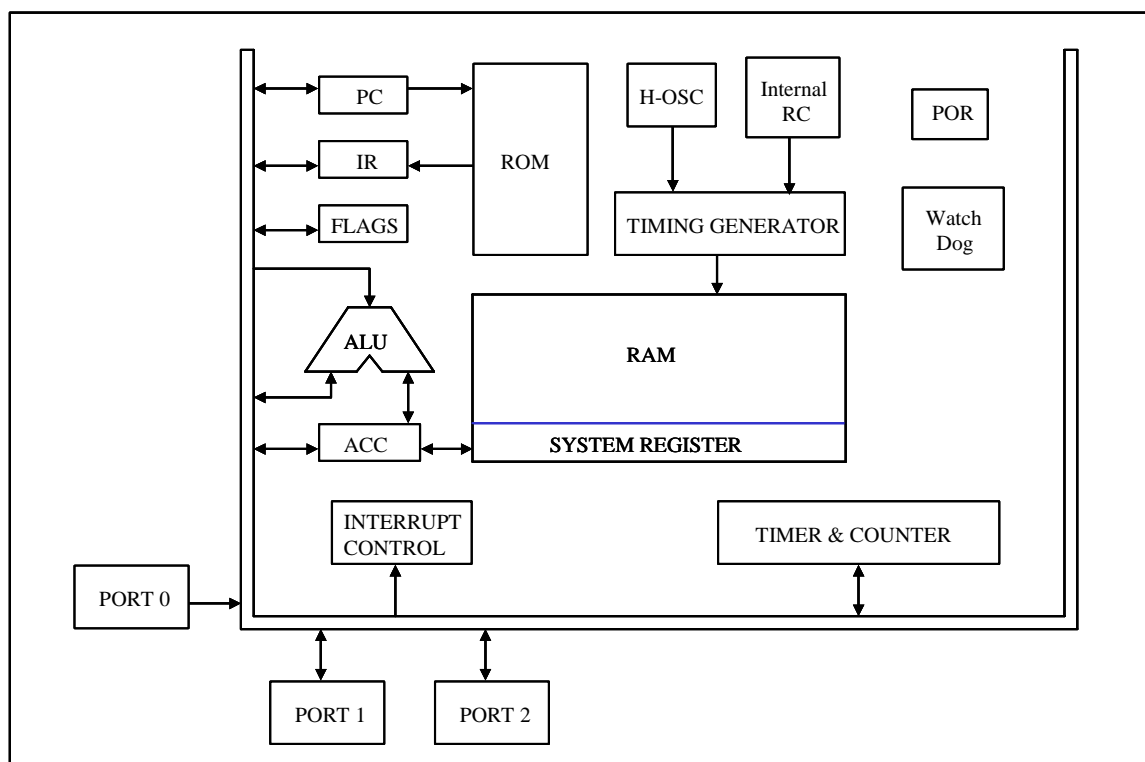 PC
IR
FLAGS
ROM
H-OSC
Internal
RC
POR
TIMING GENERATOR
Watch
Dog
ALU
RAM
ACC
SYSTEM REGISTER
INTERRUPT
CONTROL
TIMER & COUNTER
PORT 0
PORT 1
PORT 2